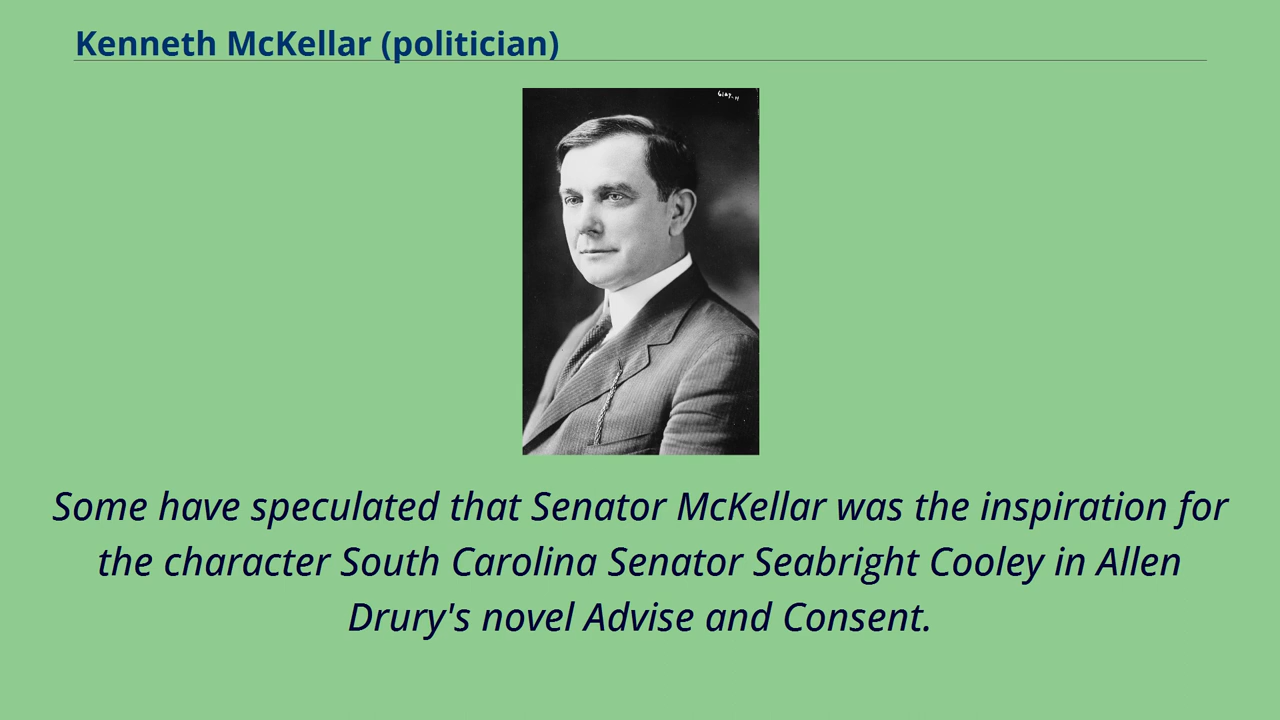 Kenneth McKellar (politician)
Some have speculated that Senator McKellar was the inspiration for
the character South Carolina Senator Seabright Cooley in Allen
Drury's novel Advise and Consent.